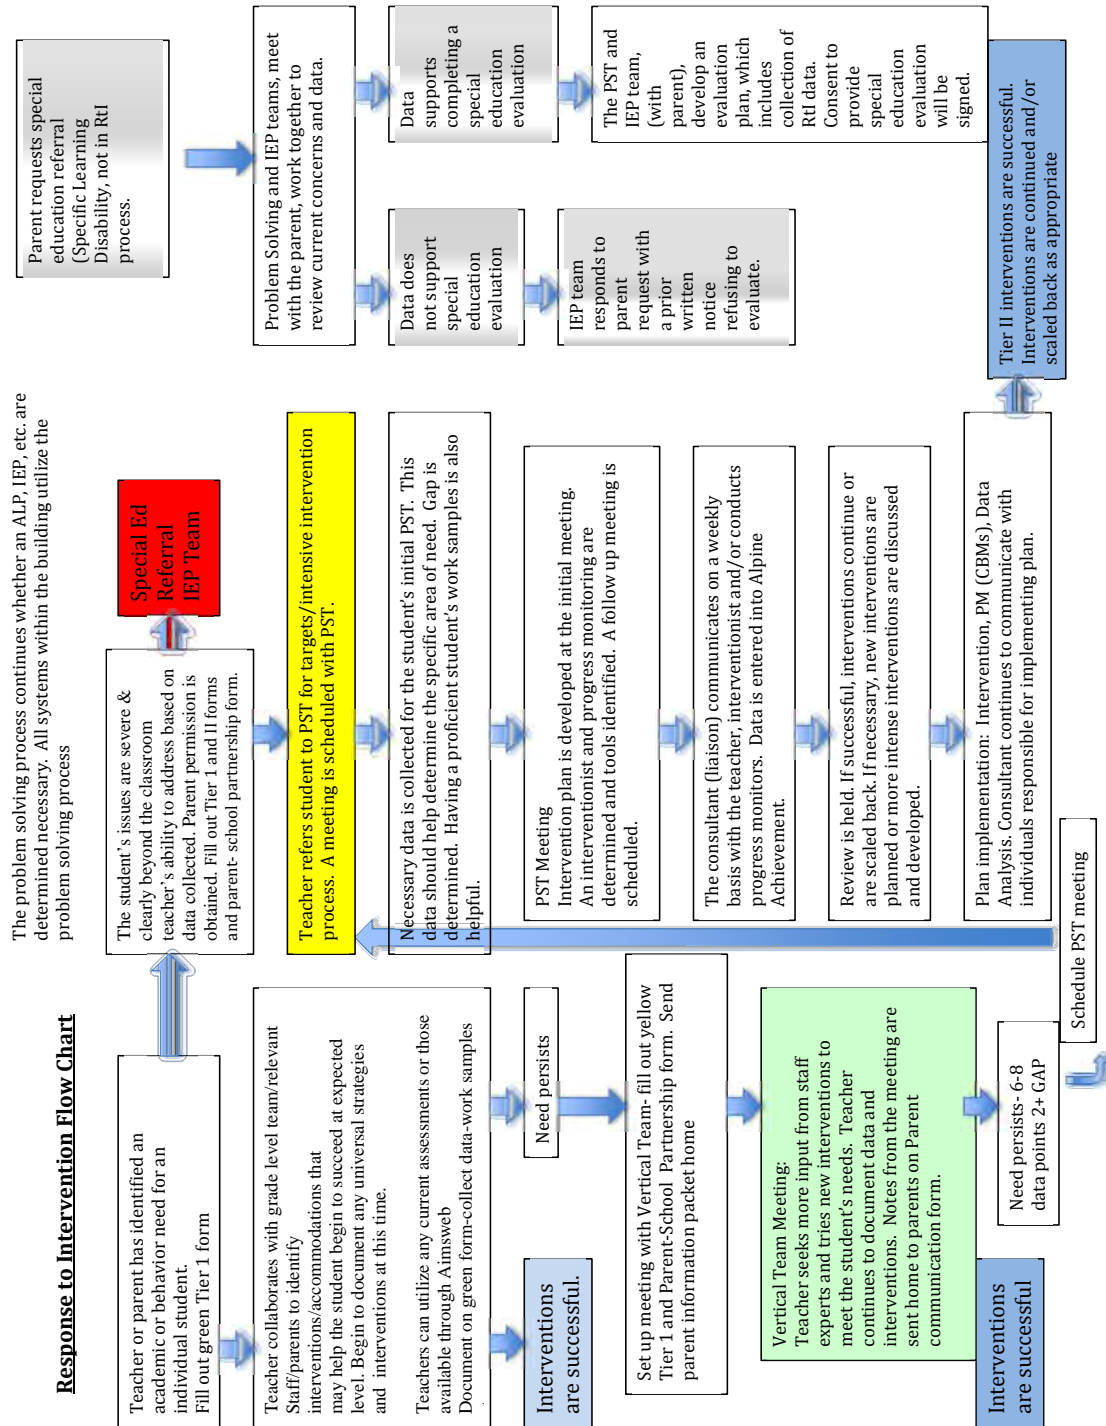 Response to Intervention Flow Chart
The problem solving process continues whether an ALP, IEP, etc. are
determined necessary.  All systems within the building utilize the
problem solving process
Teacher or parent has identified an
academic or behavior need for an
individual student.
Fill out green Tier 1 form
Teacher collaborates with grade level team/relevant
Staff/parents to identify
interventions/accommodations that
may help the student begin to succeed at expected
level. Begin to document any universal strategies
and  interventions at this time.
Teachers can utilize any current assessments or those
available through Aimsweb
Document on green form-collect data-work samples
.
Interventions
are successful.
Need persists
Set up meeting with Vertical Team- fill out yellow
Tier 1 and Parent-School Partnership form. Send
parent information packet home
Vertical Team Meeting:
Teacher seeks more input from staff
experts and tries new interventions to
meet the student's needs.  Teacher
continues to document data and
interventions. Notes from the meeting are
sent home to parents on Parent
communication form.
Interventions
are successful
Need persists- 6-8
data points 2+ GAP
Schedule PST meeting
The student's issues are severe &
clearly beyond the classroom
teacher's ability to address based on
data collected. Parent permission is
obtained. Fill out Tier 1 and II forms
and parent- school partnership form.
Special Ed
Referral
IEP Team
Teacher refers student to PST for targets/intensive intervention
process.  A meeting is scheduled with PST.
Necessary data is collected for the student's initial PST.  This
data should help determine the specific area of need.  Gap is
determined.  Having a proficient student's work samples is also
helpful.
PST Meeting
Intervention plan is developed at the initial meeting.
An interventionist and progress monitoring are
determined and tools identified.  A follow up meeting is
scheduled.
The consultant (liaison) communicates on a weekly
basis with the teacher, interventionist and/or conducts
progress monitors.  Data is entered into Alpine
Achievement.
Review is held. If successful, interventions continue or
are scaled back. If necessary, new interventions are
planned or more intense interventions are discussed
and developed.
Plan implementation:  Intervention, PM (CBMs), Data
Analysis. Consultant continues to communicate with
individuals responsible for implementing plan.
Tier II interventions are successful.
Interventions are continued and/or
scaled back as appropriate
Parent requests special
education referral
(Specific Learning
Disability, not in RtI
process.
Problem Solving and IEP teams, meet
with the parent, work together to
review current concerns and data.
Data does
not support
special
education
evaluation
IEP team
responds to
parent
request with
a prior
written
notice
refusing to
evaluate.
Data
supports
completing a
special
education
evaluation
The PST and
IEP team,
(with
parent),
develop an
evaluation
plan, which
includes
collection of
RtI data.
Consent to
provide
special
education
evaluation
will be
signed.